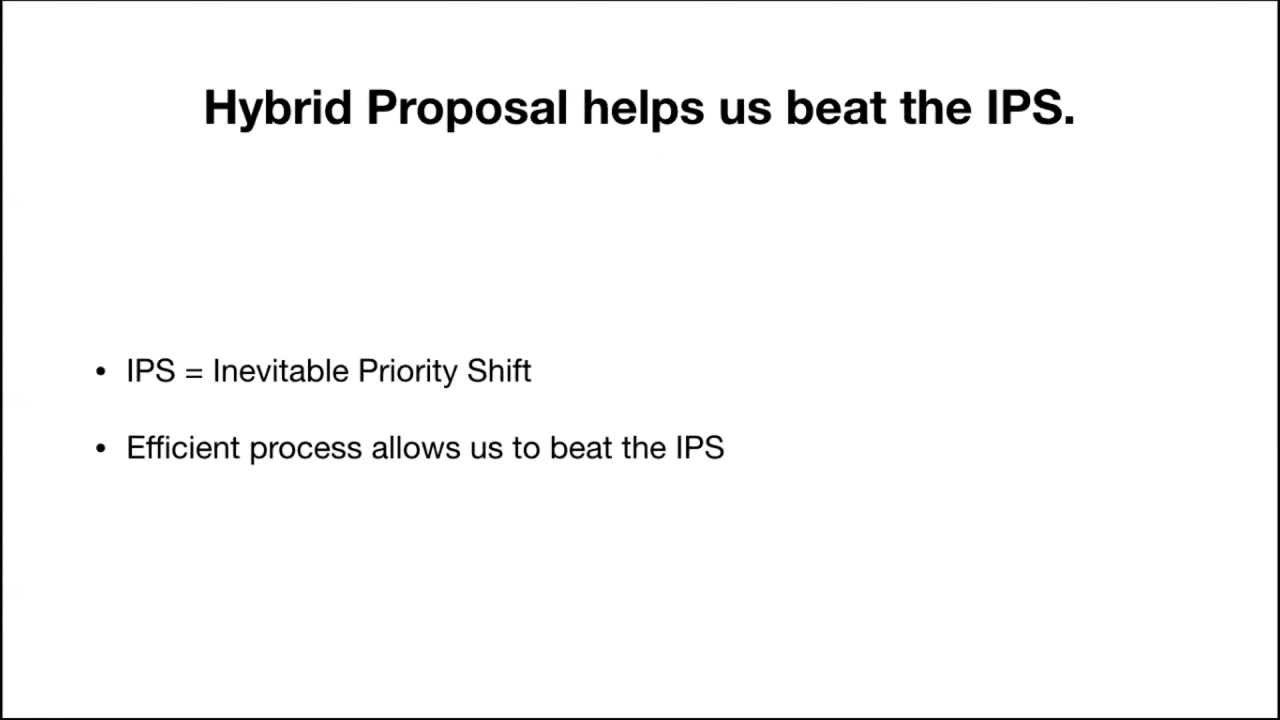 Hybrid Proposal helps us beat the IPS.
• IPS = Inevitable Priority Shift
• Efficient process allows us to beat the IPS